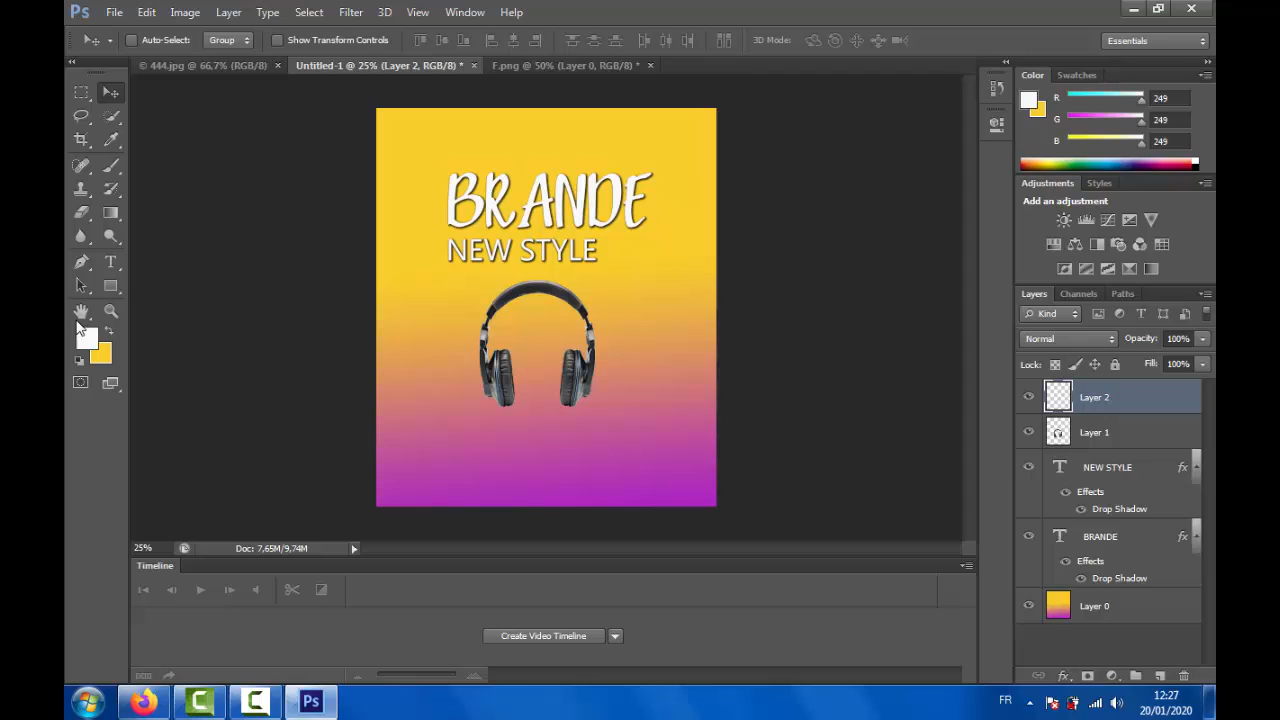 Ps File Edit Image Layer Type Select Filter 3D View Window Help
Auto-Select: Group Show Transform Controls 3D Mode: Essentials
© 444.jpg @ 66,7% (RGB/8) × Untitled-1 @ 25% (Layer 2, RGB/8) * × F.png @ 50% (Layer 0, RGB/8) * ×
Color Swatches
R 249
G 249
B 249
Adjustments Styles
Add an adjustment
BRANDE
NEW STYLE
Layers Channels Paths
Kind
Normal Opacity: 100%
Lock: Fill: 100%
Layer 2
Layer 1
T NEW STYLE fx
Effects
Drop Shadow
T BRANDE fx
Effects
Drop Shadow
Layer 0
25% Doc: 7,65M/9,74M
Timeline
Create Video Timeline
fx
Ps FR 12:27
20/01/2020